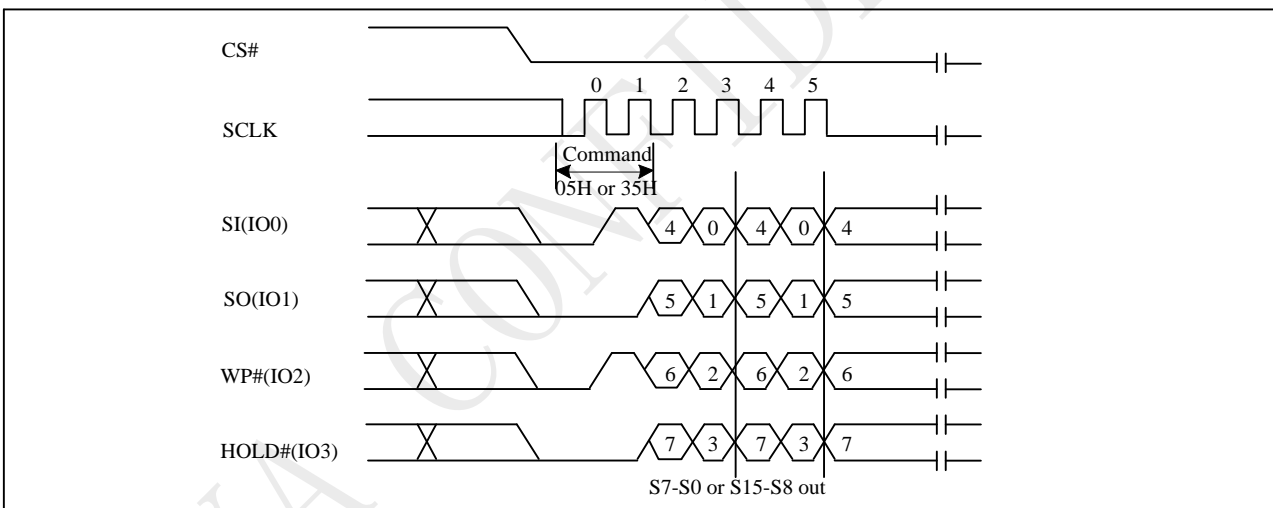 CS#
0 1 2 3 4 5
SCLK
Command
05H or 35H
SI(IO0) 4 0 4 0 4
SO(IO1) 5 1 5 1 5
WP#(IO2) 6 2 6 2 6
HOLD#(IO3) 7 3 7 3 7
S7-S0 or S15-S8 out